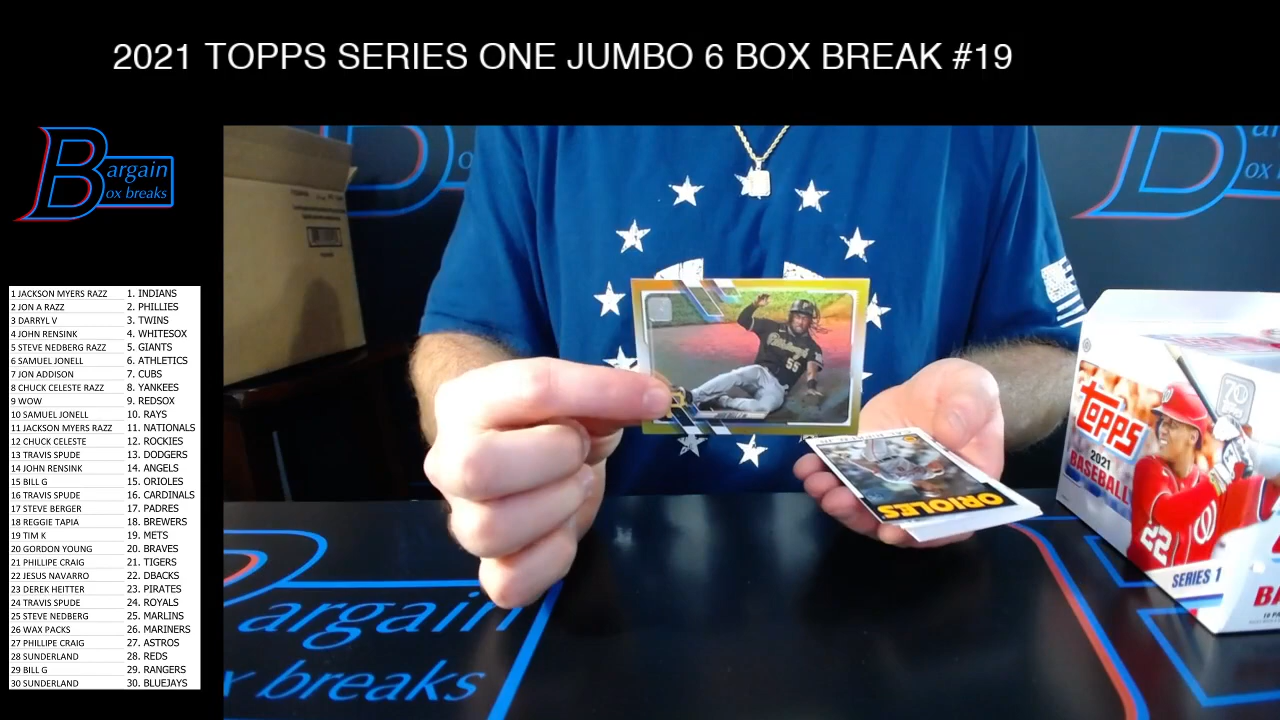 2021 TOPPS SERIES ONE JUMBO 6 BOX BREAK #19
Bargain
Box breaks
1 JACKSON MYERS RAZZ 1. INDIANS
2 JON A RAZZ 2. PHILLIES
3 DARRYL V 3. TWINS
4 JOHN RENSINK 4. WHITESOX
5 STEVE NEDBERG RAZZ 5. GIANTS
6 SAMUEL JONELL 6. ATHLETICS
7 JON ADDISON 7. CUBS
8 CHUCK CELESTE RAZZ 8. YANKEES
9 WOW 9. REDSOX
10 SAMUEL JONELL 10. RAYS
11 JACKSON MYERS RAZZ 11. NATIONALS
12 CHUCK CELESTE 12. ROCKIES
13 TRAVIS SPUDE 13. DODGERS
14 JOHN RENSINK 14. ANGELS
15 BILL G 15. ORIOLES
16 TRAVIS SPUDE 16. CARDINALS
17 STEVE BERGER 17. PADRES
18 REGGIE TAPIA 18. BREWERS
19 TIM K 19. METS
20 GORDON YOUNG 20. BRAVES
21 PHILLIPE CRAIG 21. TIGERS
22 JESUS NAVARRO 22. DBACKS
23 DEREK HEITTER 23. PIRATES
24 TRAVIS SPUDE 24. ROYALS
25 STEVE NEDBERG 25. MARLINS
26 WAX PACKS 26. MARINERS
27 PHILLIPE CRAIG 27. ASTROS
28 SUNDERLAND 28. REDS
29 BILL G 29. RANGERS
30 SUNDERLAND 30. BLUEJAYS
Pittsburgh
55
ORIOLES
TOPPS
2021
BASEBALL
70
22
SERIES 1
BA
argain
x breaks
ox